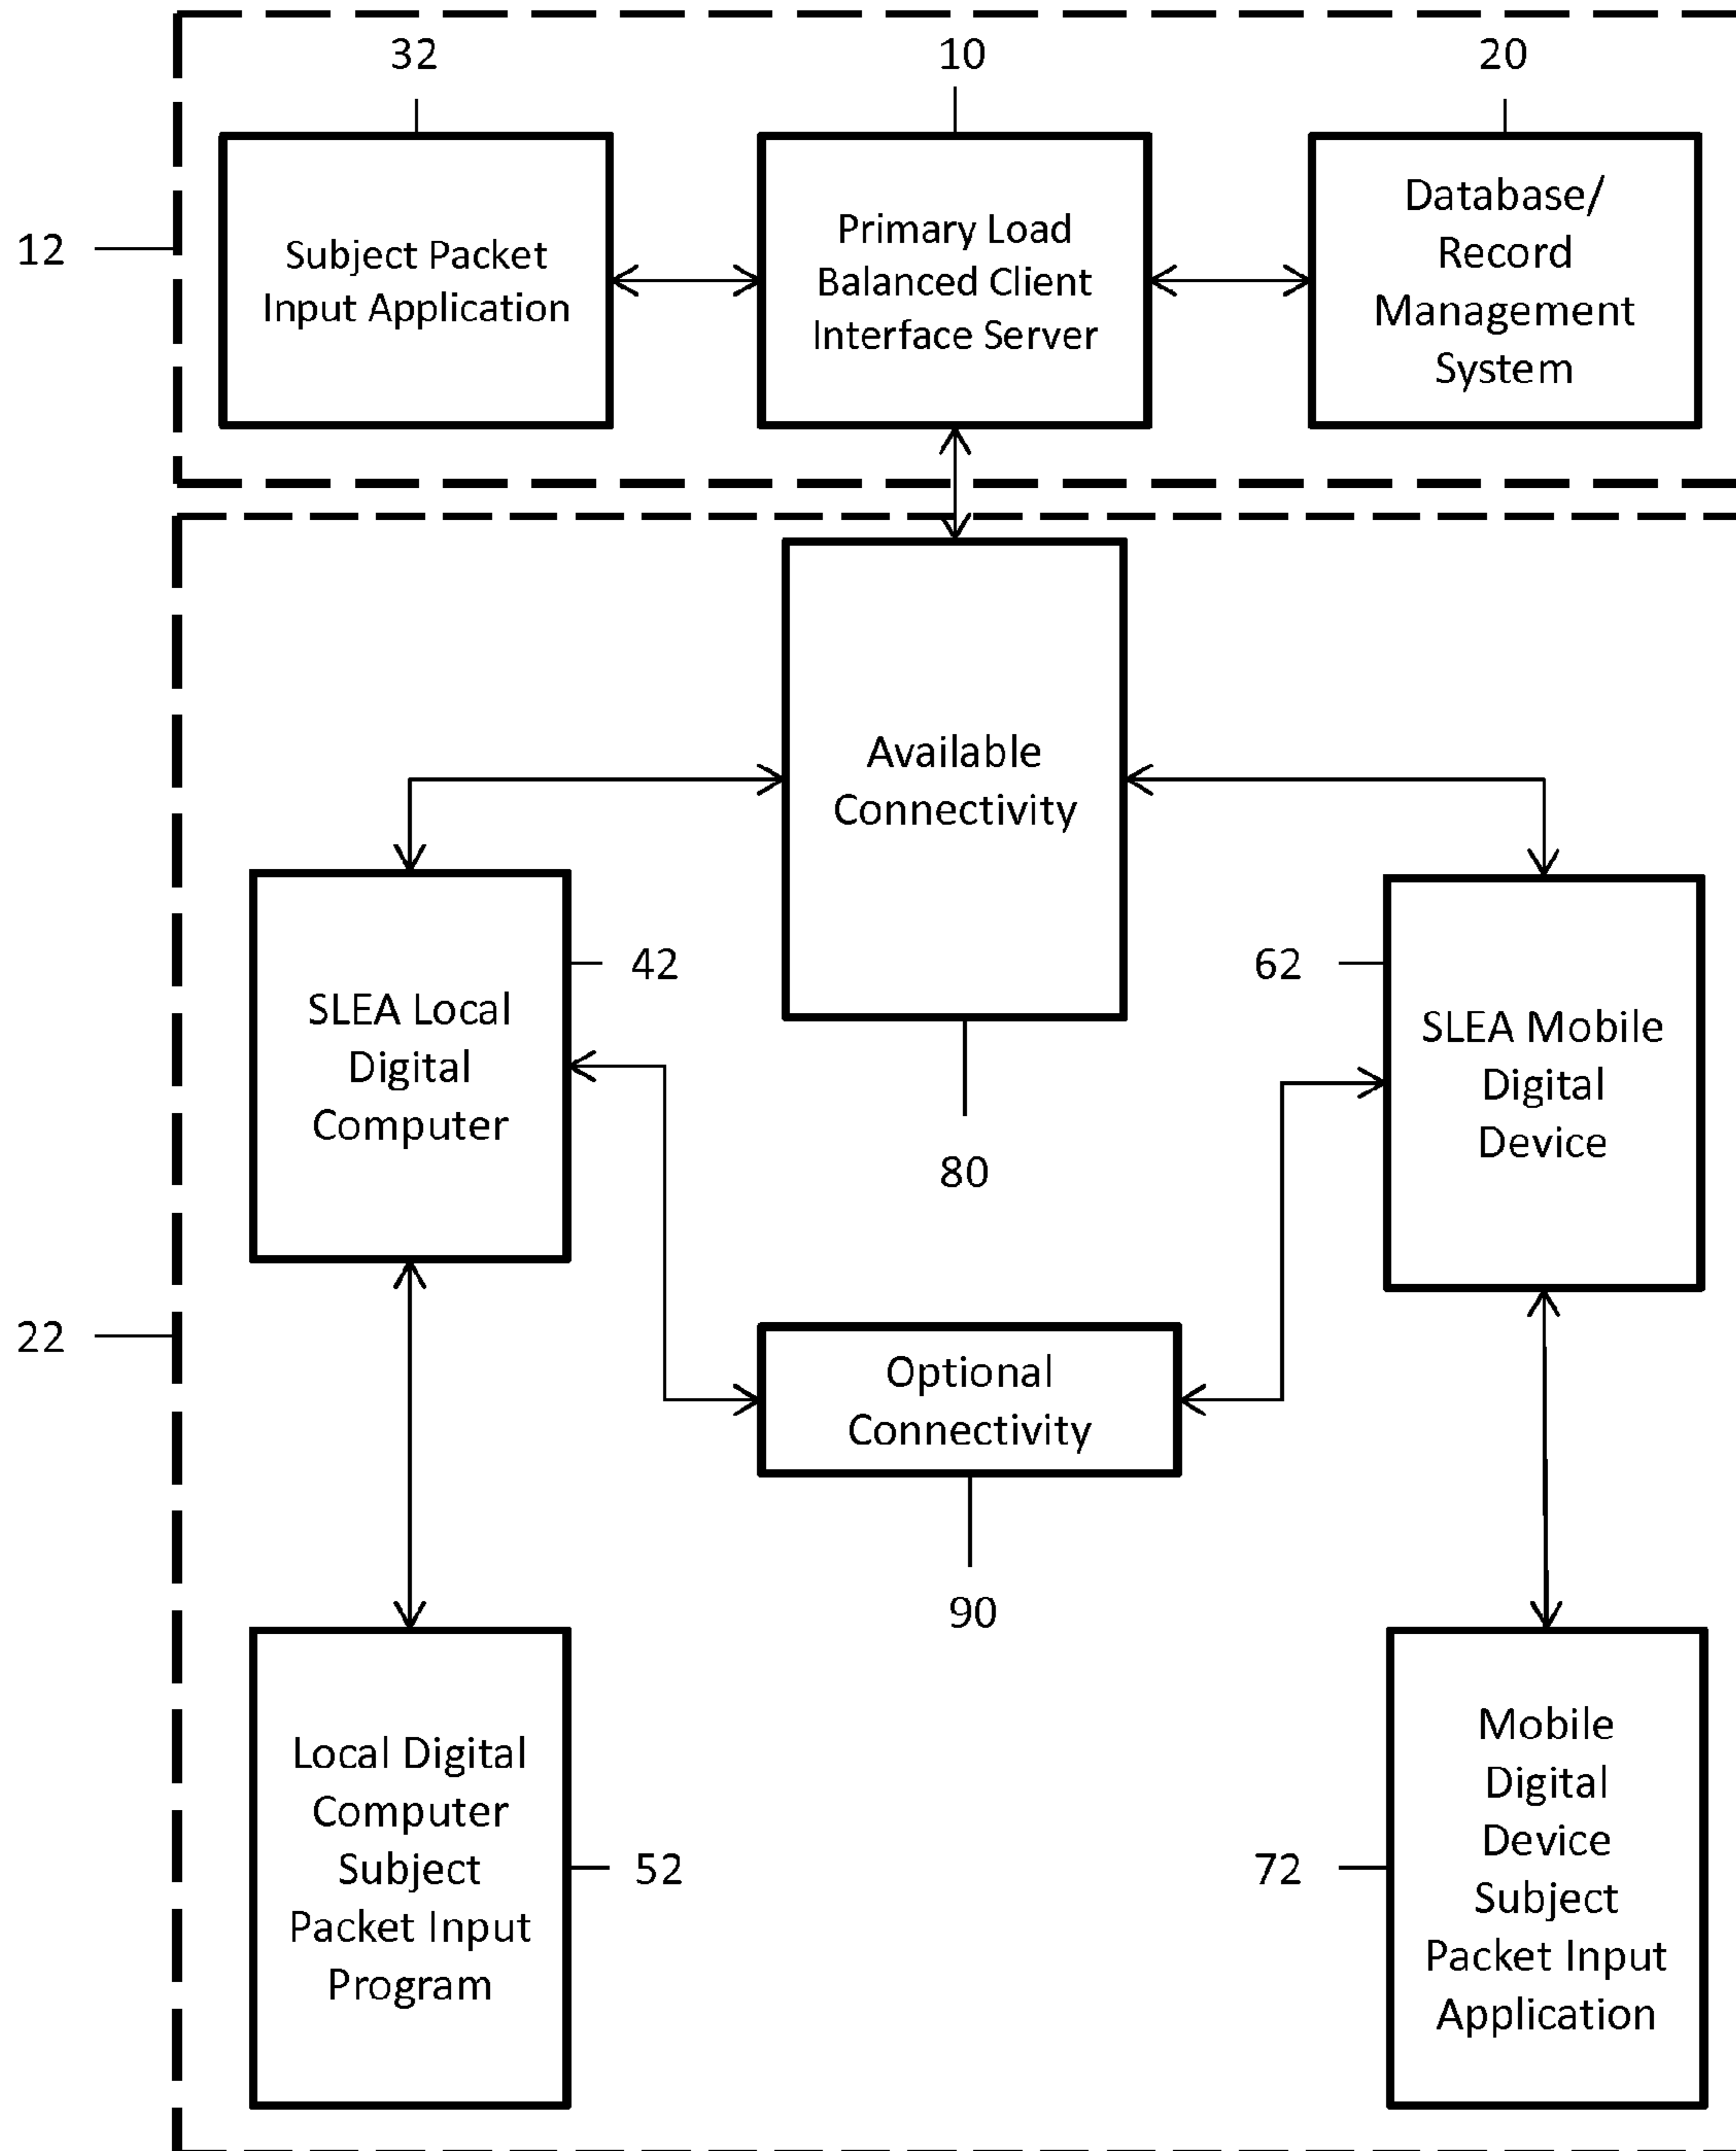 32
10
20
12
Subject Packet
Input Application
Primary Load
Balanced Client
Interface Server
Database/
Record
Management
System
Available
Connectivity
80
SLEA Local
Digital
Computer
42
62
SLEA Mobile
Digital
Device
22
Optional
Connectivity
90
Local Digital
Computer
Subject
Packet Input
Program
52
72
Mobile
Digital
Device
Subject
Packet Input
Application